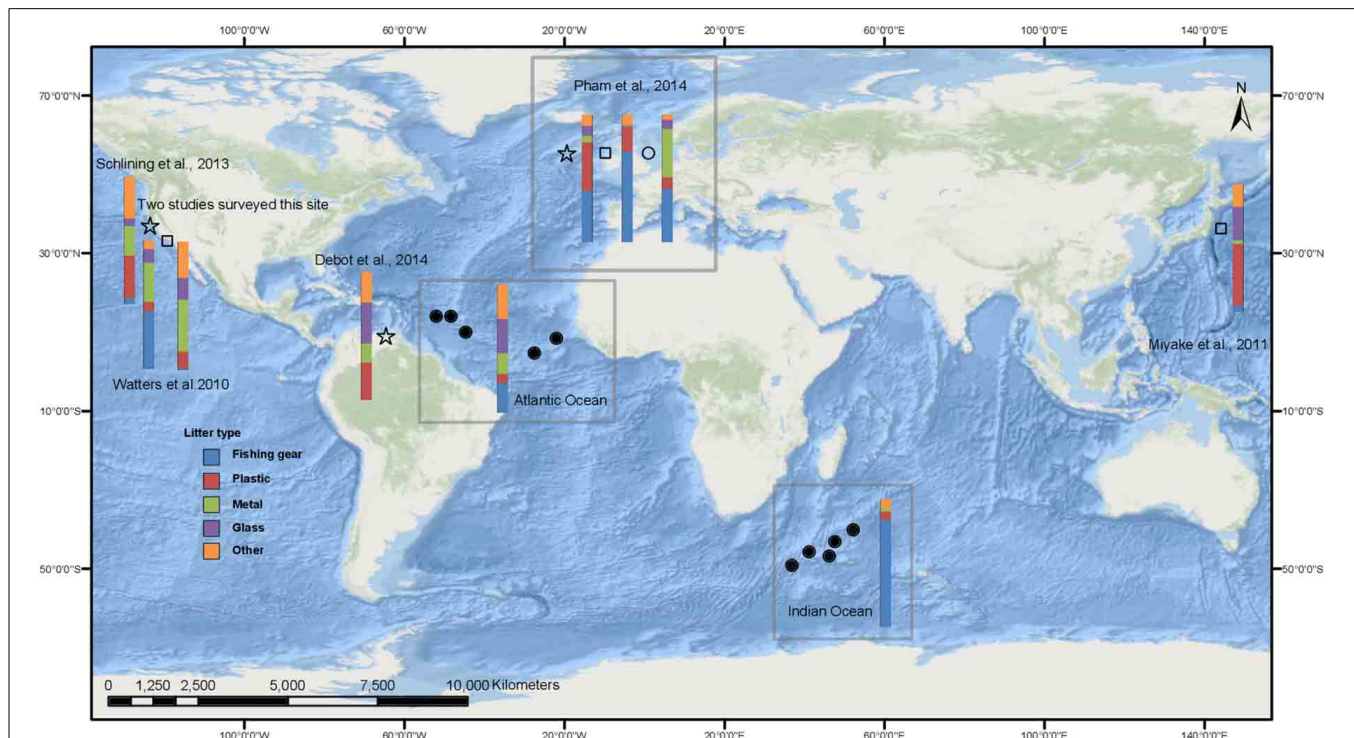 100°0'0"W 60°0'0"W 20°0'0"W 20°0'0"E 60°0'0"E 100°0'0"E 140°0'0"E
70°0'0"N 70°0'0"N
Pham et al., 2014
N
Schlining et al., 2013
Two studies surveyed this site
30°0'0"N 30°0'0"N
Debot et al., 2014
Miyake et al., 2011
Watters et al.2010
Atlantic Ocean
10°0'0"S 10°0'0"S
Litter type
Fishing gear
Plastic
Metal
Glass
Other
50°0'0"S 50°0'0"S
Indian Ocean
0 1,250 2,500 5,000 7,500 10,000 Kilometers
100°0'0"W 60°0'0"W 20°0'0"W 20°0'0"E 60°0'0"E 100°0'0"E 140°0'0"E